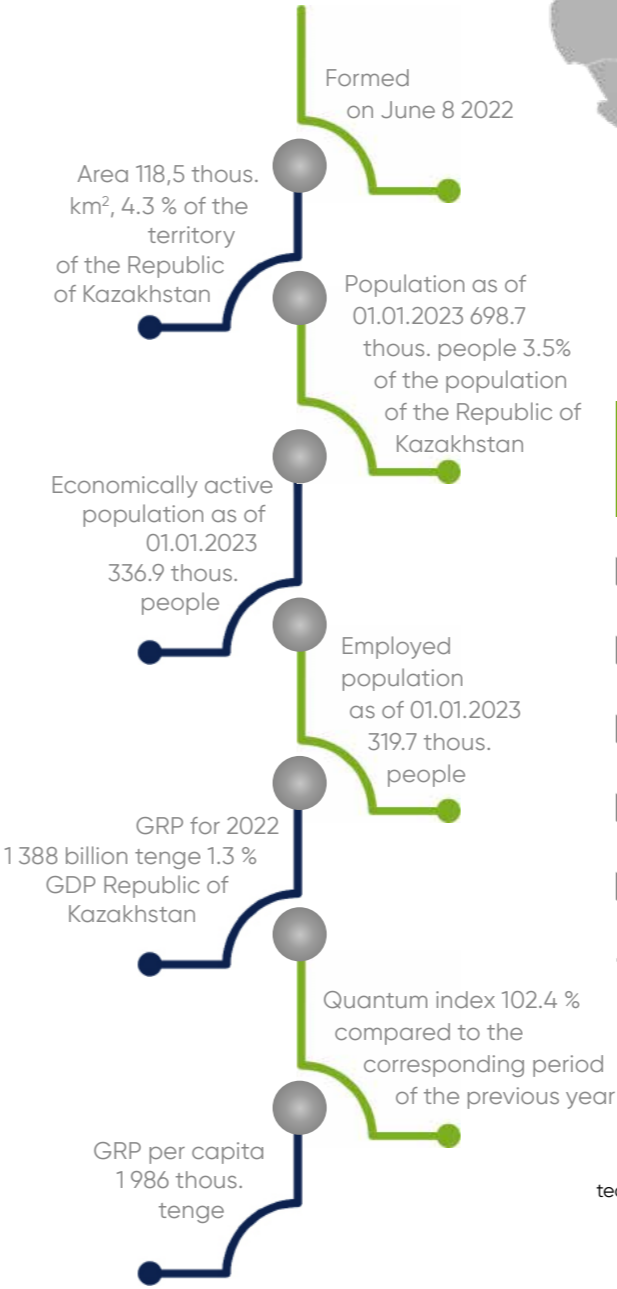 Formed
on June 8 2022
Area 118,5 thous.
km², 4.3 % of the
territory
of the Republic
of Kazakhstan
Population as of
01.01.2023 698.7
thous. people 3.5%
of the population
of the Republic of
Kazakhstan
Economically active
population as of
01.01.2023
336.9 thous.
people
Employed
population
as of 01.01.2023
319.7 thous.
people
GRP for 2022
1 388 billion tenge 1.3 %
GDP Republic of
Kazakhstan
Quantum index 102.4 %
compared to the
corresponding period
of the previous year
GRP per capita
1 986 thous.
tenge